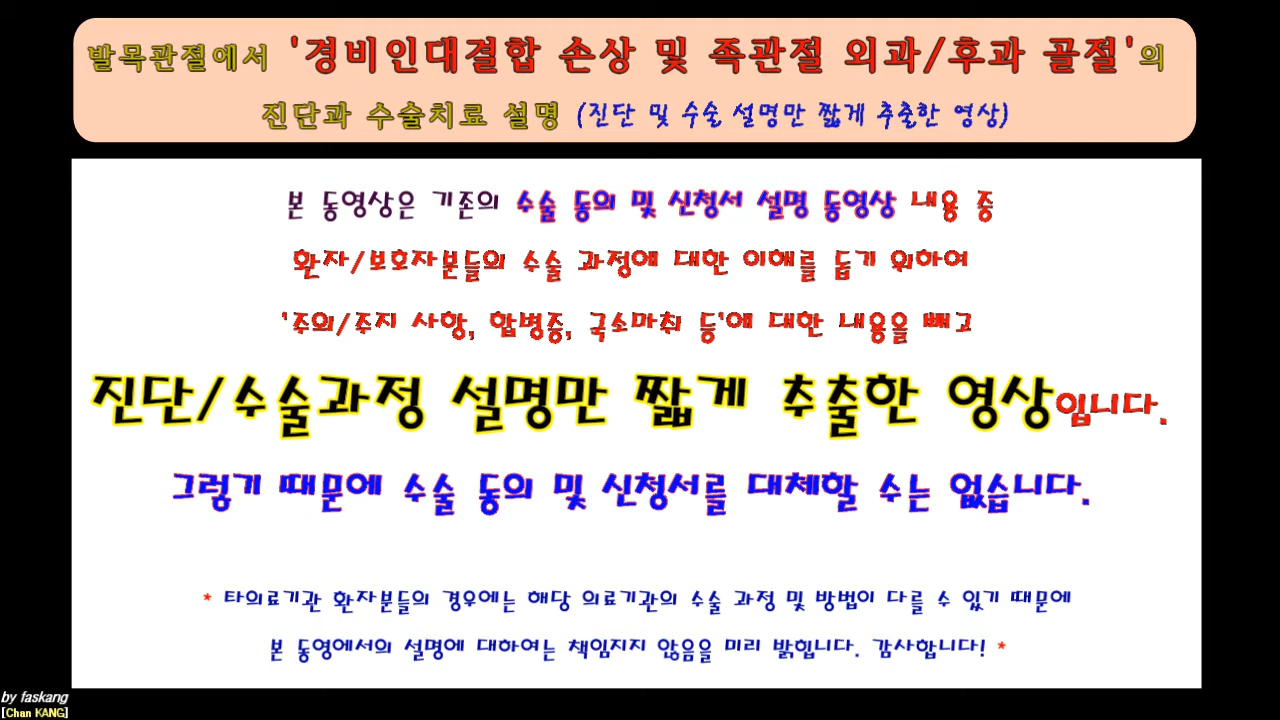 발목관절에서 '경비인대결합 손상 및 족관절 외과/후과 골절'의
진단과 수술치료 설명 (진단 및 수술 설명만 짧게 추출한 영상)
본 동영상은 기존의 수술 동의 및 신청서 설명 동영상 내용 중
환자/보호자분들의 수술 과정에 대한 이해를 돕기 위하여
'주의/주지 사항, 합병증, 국소마취 등'에 대한 내용을 빼고
진단/수술과정 설명만 짧게 추출한 영상입니다.
그렇기 때문에 수술 동의 및 신청서를 대체할 수는 없습니다.
* 타의료기관 환자분들의 경우에는 해당 의료기관의 수술 과정 및 방법이 다를 수 있기 때문에
본 동영에서의 설명에 대하여는 책임지지 않음을 미리 밝힙니다. 감사합니다! *
by faskang
[Chan KANG]